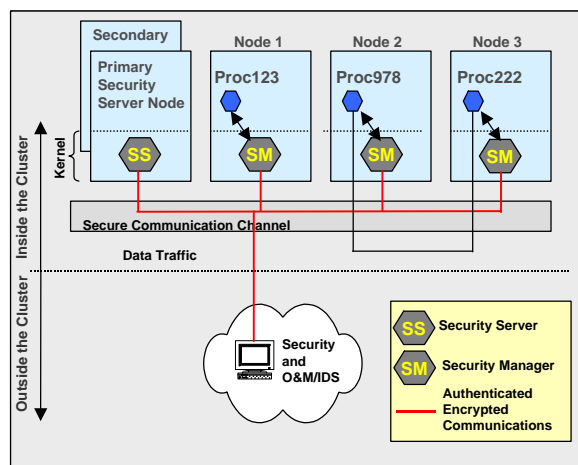 Secondary
Primary
Security
Server Node
SS
Node 1
Proc123
SM
Node 2
Proc978
SM
Node 3
Proc222
SM
Kernel
Inside the Cluster
Secure Communication Channel
Data Traffic
Outside the Cluster
Security
and
O&M/IDS
SS Security Server
SM Security Manager
Authenticated
Encrypted
Communications